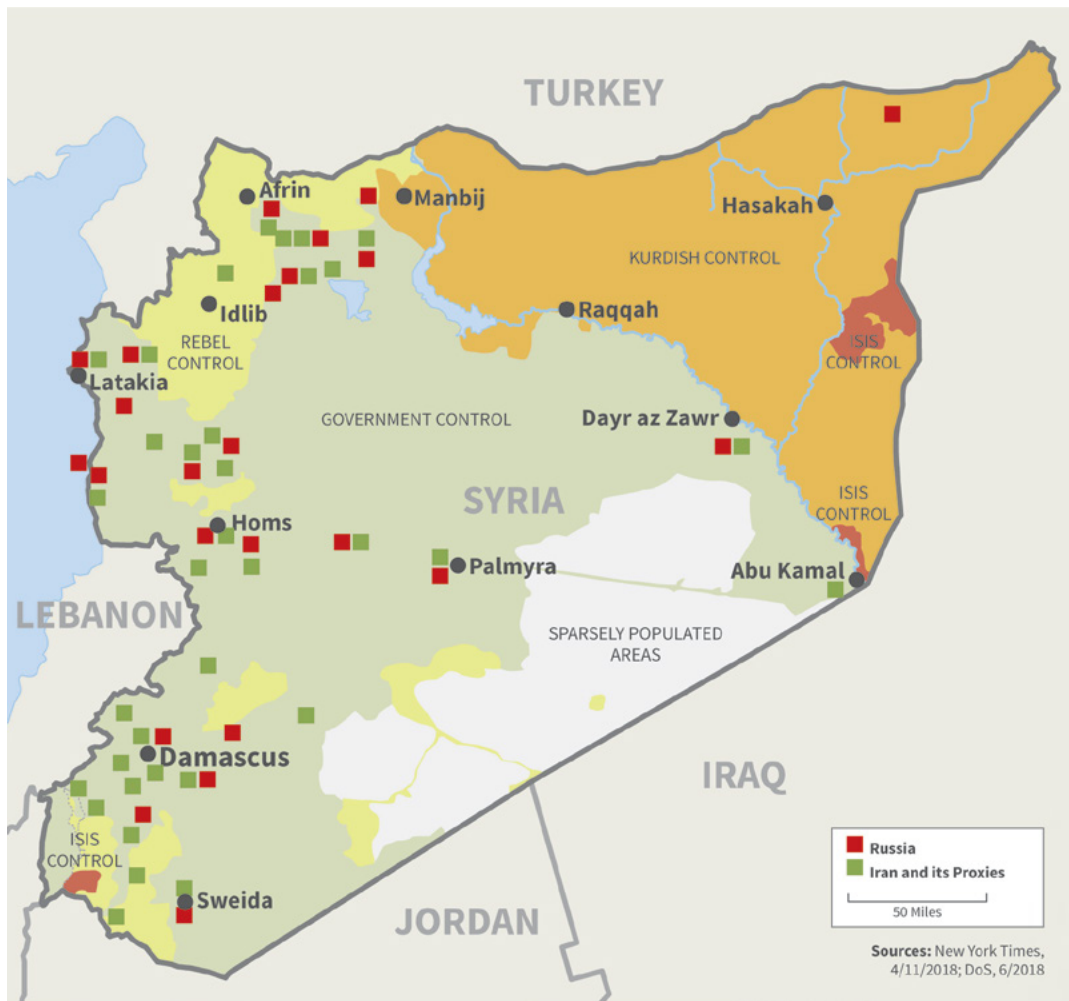 TURKEY
Afrin
Manbij
Hasakah
KURDISH CONTROL
Idlib
Raqqah
REBEL
CONTROL
ISIS
CONTROL
Latakia
GOVERNMENT CONTROL
Dayr az Zawr
SYRIA
ISIS
CONTROL
Homs
Palmyra
Abu Kamal
LEBANON
SPARSELY POPULATED
AREAS
Damascus
IRAQ
ISIS
CONTROL
Sweida
JORDAN
Russia
Iran and its Proxies
50 Miles
Sources: New York Times,
4/11/2018; DoS, 6/2018